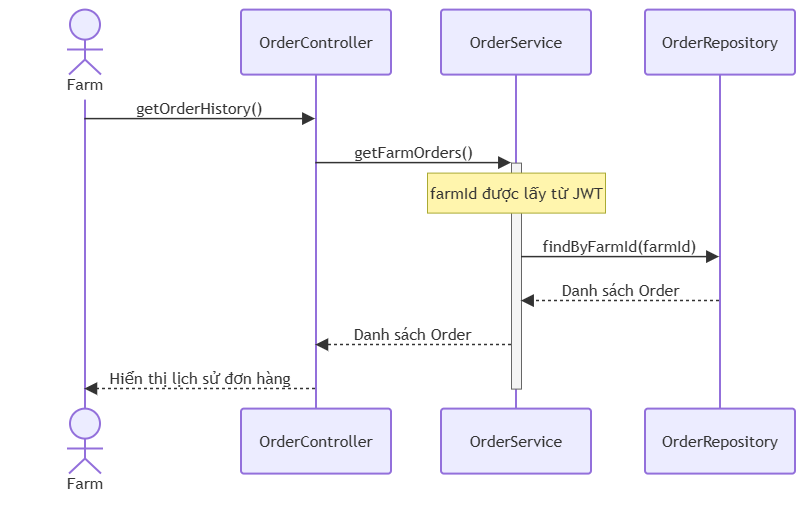 OrderController
OrderService
OrderRepository
Farm
getOrderHistory()
getFarmOrders()
farmId được lấy từ JWT
findByFarmId(farmId)
Danh sách Order
Danh sách Order
Hiển thị lịch sử đơn hàng
OrderController
OrderService
OrderRepository
Farm